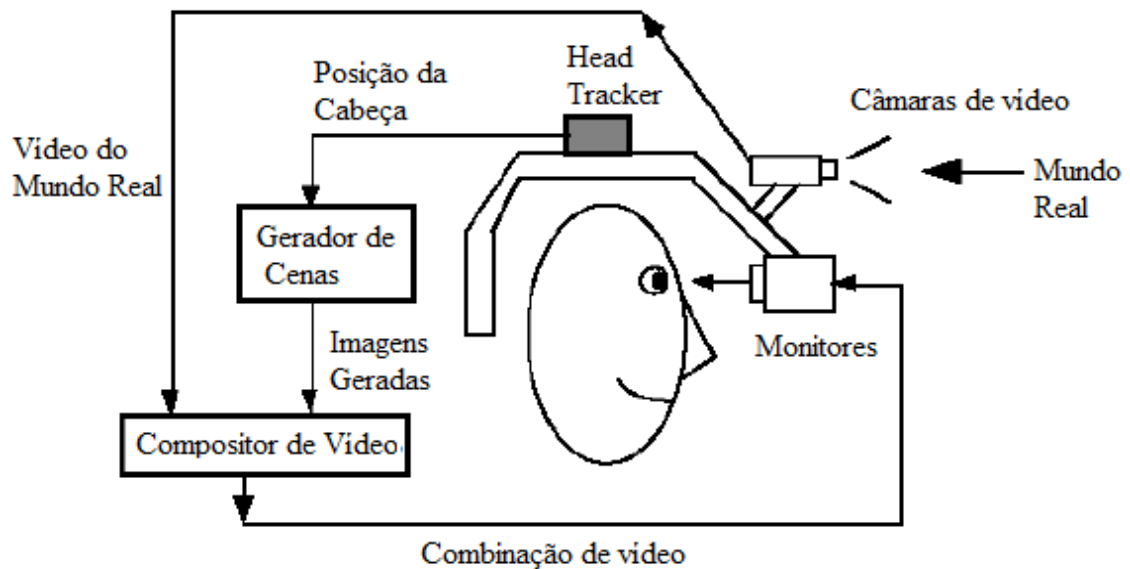 Head
Tracker
Posição da
Cabeça
Câmaras de vídeo
Vídeo do
Mundo Real
Mundo
Real
Gerador de
Cenas
Imagens
Geradas
Monitores
Compositor de Vídeo
Combinação de vídeo